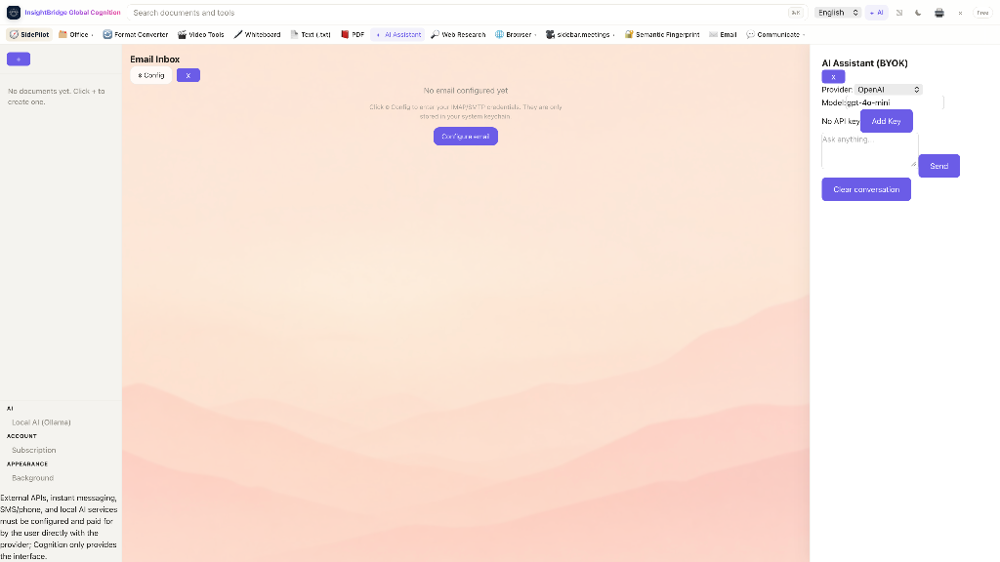 InsightBridge Global Cognition
Search documents and tools
⌘K
English
+ AI
Free
SidePilot
Office
Format Converter
Video Tools
Whiteboard
Text (.txt)
PDF
AI Assistant
Web Research
Browser
sidebar.meetings
Semantic Fingerprint
Email
Communicate
+
No documents yet. Click + to
create one.
AI
Local AI (Ollama)
ACCOUNT
Subscription
APPEARANCE
Background
External APIs, instant messaging,
SMS/phone, and local AI services
must be configured and paid for
by the user directly with the
provider; Cognition only provides
the interface.
Email Inbox
⚙ Config
X
No email configured yet
Click ⚙ Config to enter your IMAP/SMTP credentials. They are only
stored in your system keychain.
Configure email
AI Assistant (BYOK)
X
Provider: OpenAI
Model: gpt-4o-mini
No API key Add Key
Ask anything...
Send
Clear conversation